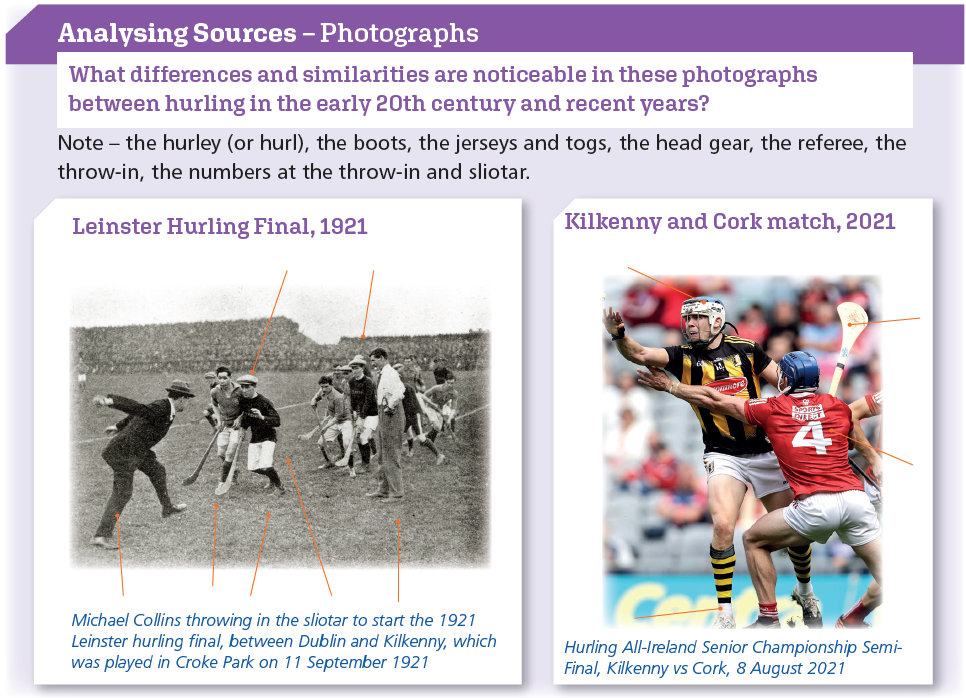 Analysing Sources – Photographs
What differences and similarities are noticeable in these photographs
between hurling in the early 20th century and recent years?
Note – the hurley (or hurl), the boots, the jerseys and togs, the head gear, the referee, the
throw-in, the numbers at the throw-in and sliotar.
Leinster Hurling Final, 1921
Michael Collins throwing in the sliotar to start the 1921
Leinster hurling final, between Dublin and Kilkenny, which
was played in Croke Park on 11 September 1921
Kilkenny and Cork match, 2021
SPORTS
DIRECT
4
Hurling All-Ireland Senior Championship Semi-
Final, Kilkenny vs Cork, 8 August 2021